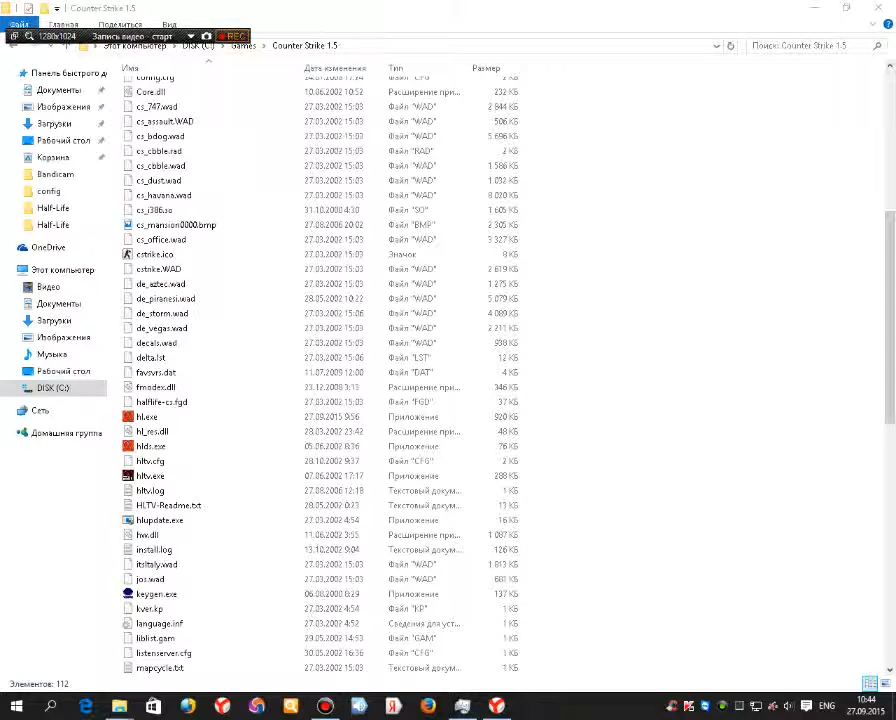 Counter Strike 1.5
Файл Главная Поделиться Вид
1280x1024 Запись видео старт REC
Этот компьютер DISK (C:) Games Counter Strike 1.5 Поиск: Counter Strike 1.5
Имя Дата изменения Тип Размер
Панель быстрого д
Документы
Изображения
Загрузки
Рабочий стол
Корзина
Bandicam
config
Half-Life
Half-Life
OneDrive
Этот компьютер
Видео
Документы
Загрузки
Изображения
Музыка
Рабочий стол
DISK (C:)
Сеть
Домашняя группа
Core.dll 10.06.2002 10:52 Расширение при... 232 КБ
cs_747.wad 27.03.2002 15:03 Файл "WAD" 2 844 КБ
cs_assault.WAD 27.03.2002 15:03 Файл "WAD" 506 КБ
cs_bdog.wad 27.03.2002 15:03 Файл "WAD" 5 696 КБ
cs_cbble.rad 27.03.2002 15:03 Файл "RAD" 2 КБ
cs_cbble.wad 27.03.2002 15:03 Файл "WAD" 1 586 КБ
cs_dust.wad 27.03.2002 15:03 Файл "WAD" 1 032 КБ
cs_havana.wad 27.03.2002 15:03 Файл "WAD" 8 020 КБ
cs_i386.so 31.10.2000 4:30 Файл "SO" 1 605 КБ
cs_mansion0000.bmp 27.08.2006 20:02 Файл "BMP" 2 305 КБ
cs_office.wad 27.03.2002 15:03 Файл "WAD" 3 327 КБ
cstrike.ico 27.03.2002 15:03 Значок 8 КБ
cstrike.WAD 27.03.2002 15:03 Файл "WAD" 2 619 КБ
de_aztec.wad 27.03.2002 15:03 Файл "WAD" 1 275 КБ
de_piranesi.wad 28.05.2002 10:22 Файл "WAD" 5 079 КБ
de_storm.wad 27.03.2002 15:06 Файл "WAD" 4 089 КБ
de_vegas.wad 27.03.2002 15:03 Файл "WAD" 2 211 КБ
decals.wad 27.03.2002 15:03 Файл "WAD" 938 КБ
delta.lst 27.03.2002 15:06 Файл "LST" 12 КБ
favsvrs.dat 11.07.2009 12:00 Файл "DAT" 4 КБ
fmodex.dll 23.12.2008 3:13 Расширение при... 346 КБ
halflife-cs.fgd 27.03.2002 15:03 Файл "FGD" 37 КБ
hl.exe 27.09.2015 9:56 Приложение 920 КБ
hl_res.dll 28.03.2002 23:42 Расширение при... 48 КБ
hlds.exe 05.06.2002 8:36 Приложение 76 КБ
hltv.cfg 28.10.2002 9:37 Файл "CFG" 2 КБ
hltv.exe 07.06.2002 17:17 Приложение 288 КБ
hltv.log 27.08.2006 12:18 Текстовый докум... 1 КБ
HLTV-Readme.txt 28.05.2002 0:23 Текстовый докум... 13 КБ
hlupdate.exe 27.03.2002 4:54 Приложение 16 КБ
hw.dll 11.06.2002 3:55 Расширение при... 1 087 КБ
install.log 13.10.2002 9:04 Текстовый докум... 126 КБ
itsitaly.wad 27.03.2002 15:03 Файл "WAD" 1 813 КБ
jos.wad 27.03.2002 15:03 Файл "WAD" 681 КБ
keygen.exe 06.08.2000 8:29 Приложение 137 КБ
kver.kp 27.03.2002 4:54 Файл "KP" 1 КБ
language.inf 27.03.2002 4:52 Сведения для уст... 1 КБ
liblist.gam 29.05.2002 14:53 Файл "GAM" 1 КБ
listenserver.cfg 30.05.2002 16:36 Файл "CFG" 1 КБ
mapcycle.txt 27.03.2002 15:03 Текстовый докум... 1 КБ
Элементов: 112
ENG 10:44
27.09.2015